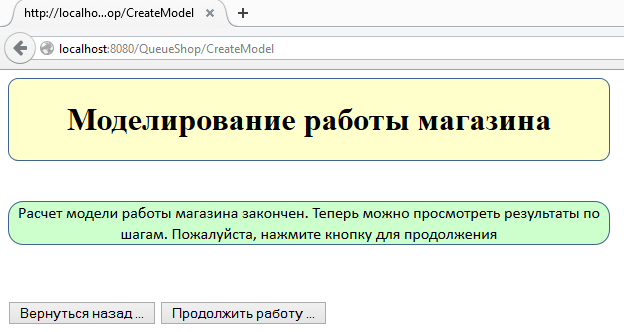 http://localho...op/CreateModel
localhost:8080/QueueShop/CreateModel
Моделирование работы магазина
Расчет модели работы магазина закончен. Теперь можно просмотреть результаты по
шагам. Пожалуйста, нажмите кнопку для продолжения
Вернуться назад ... Продолжить работу ...